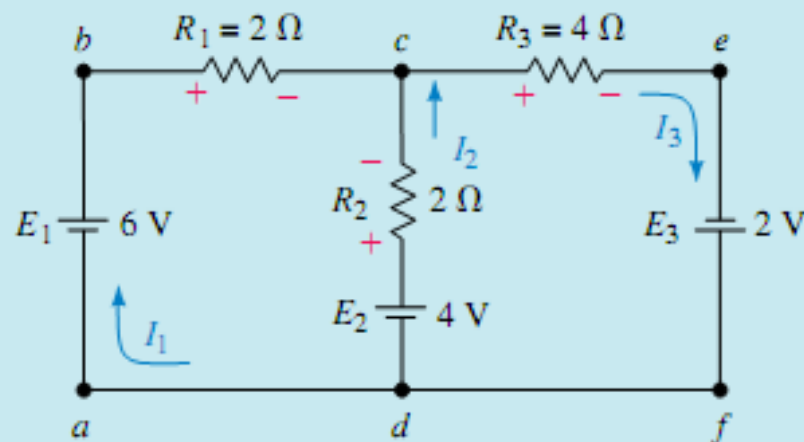 b R₁ = 2 Ω c R₃ = 4 Ω e
+ − + −
I₂ I₃
−
R₂ 2 Ω
E₁ 6 V E₃ 2 V
+
E₂ 4 V
I₁
a d f